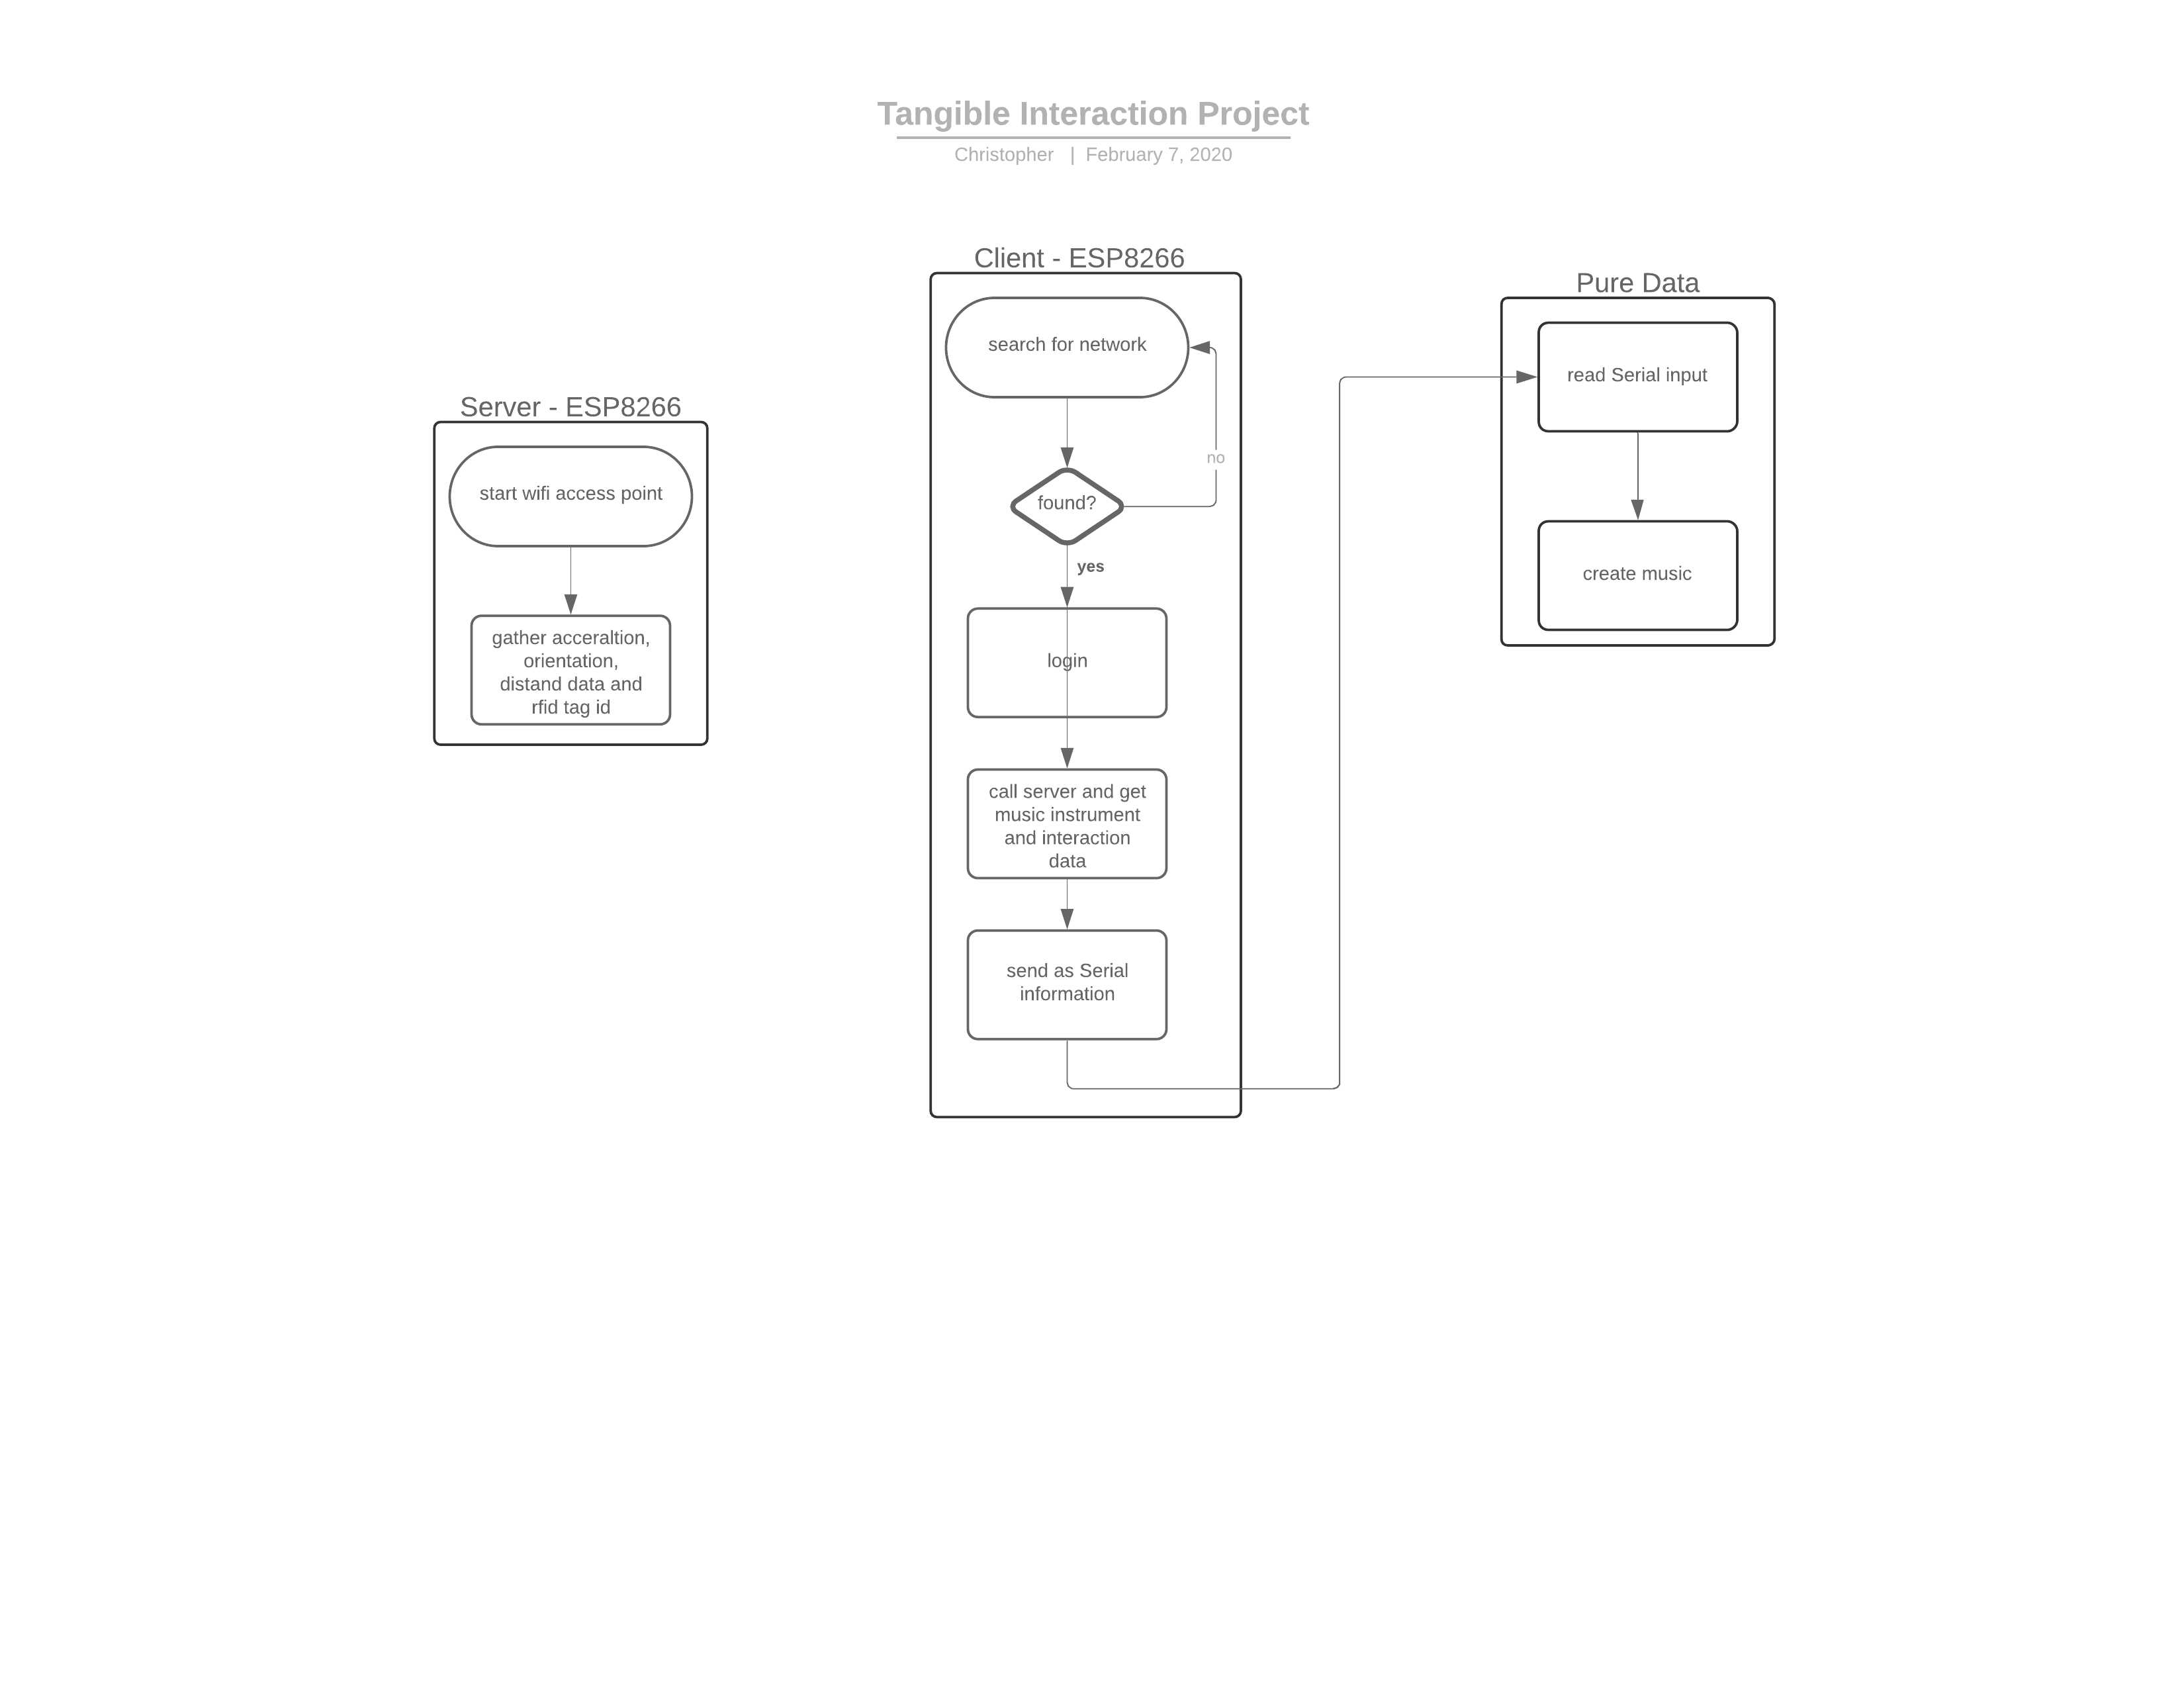 Tangible Interaction Project
Christopher | February 7, 2020
Server - ESP8266
start wifi access point
gather acceraltion,
orientation,
distand data and
rfid tag id
Client - ESP8266
search for network
found?
no
yes
login
call server and get
music instrument
and interaction
data
send as Serial
information
Pure Data
read Serial input
create music